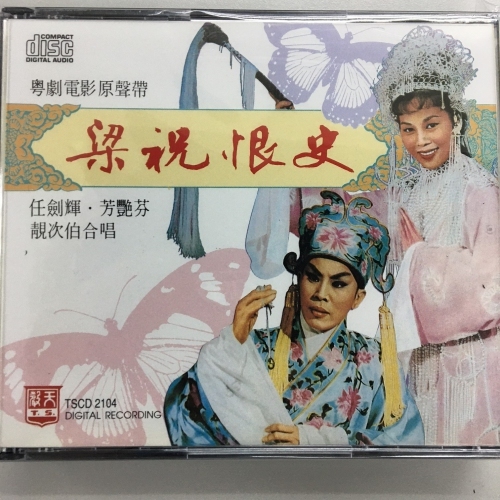 COMPACT
disc
DIGITAL AUDIO
粵劇電影原聲帶
梁祝恨史
任劍輝・芳艷芬
靚次伯合唱
天聲
T.S.
TSCD 2104
DIGITAL RECORDING